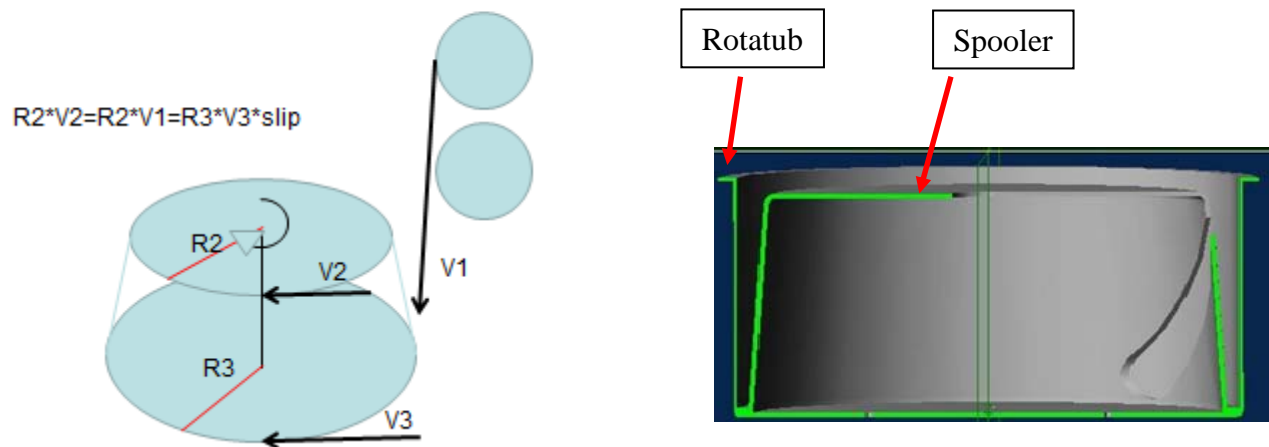 Rotatub
Spooler
R2*V2=R2*V1=R3*V3*slip
R2
V2
V1
R3
V3